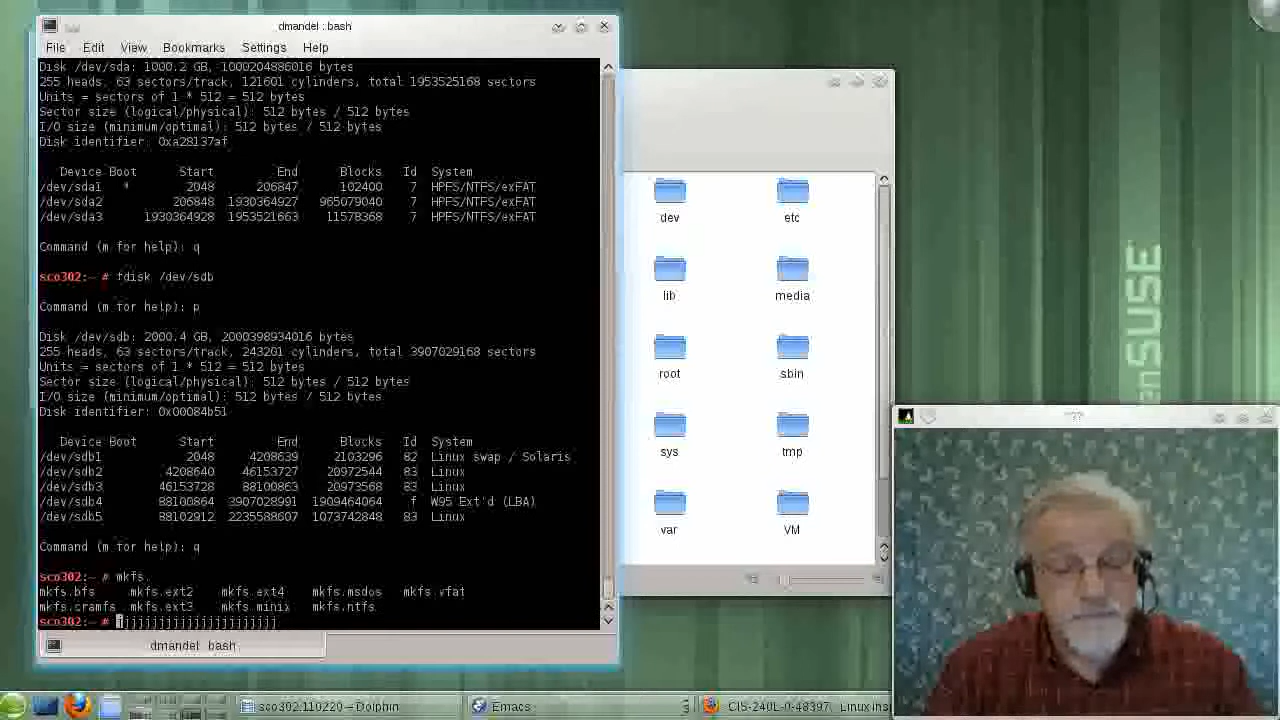 dmandel : bash
File Edit View Bookmarks Settings Help
Disk /dev/sda: 1000.2 GB, 1000204886016 bytes
255 heads, 63 sectors/track, 121601 cylinders, total 1953525168 sectors
Units = sectors of 1 * 512 = 512 bytes
Sector size (logical/physical): 512 bytes / 512 bytes
I/O size (minimum/optimal): 512 bytes / 512 bytes
Disk identifier: 0xa28137af
Device Boot Start End Blocks Id System
/dev/sda1 * 2048 206847 102400 7 HPFS/NTFS/exFAT
/dev/sda2 206848 1930364927 965079040 7 HPFS/NTFS/exFAT
/dev/sda3 1930364928 1953521663 11578368 7 HPFS/NTFS/exFAT
Command (m for help): q
sco302:~ # fdisk /dev/sdb
Command (m for help): p
Disk /dev/sdb: 2000.4 GB, 2000398934016 bytes
255 heads, 63 sectors/track, 243201 cylinders, total 3907029168 sectors
Units = sectors of 1 * 512 = 512 bytes
Sector size (logical/physical): 512 bytes / 512 bytes
I/O size (minimum/optimal): 512 bytes / 512 bytes
Disk identifier: 0x00084b51
Device Boot Start End Blocks Id System
/dev/sdb1 2048 4208639 2103296 82 Linux swap / Solaris
/dev/sdb2 4208640 46153727 20972544 83 Linux
/dev/sdb3 46153728 88100863 20973568 83 Linux
/dev/sdb4 88100864 3907028991 1909464064 f W95 Ext'd (LBA)
/dev/sdb5 88102912 2235588607 1073742848 83 Linux
Command (m for help): q
sco302:~ # mkfs.
mkfs.bfs mkfs.ext2 mkfs.ext4 mkfs.msdos mkfs.vfat
mkfs.cramfs mkfs.ext3 mkfs.minix mkfs.ntfs
sco302:~ #
dmandel bash
dev etc
lib media
root sbin
sys tmp
var VM
enSUSE
???
sco302.110220 – Dolphin
Emacs
3
CIS-240L-0-48397, Linux Ins